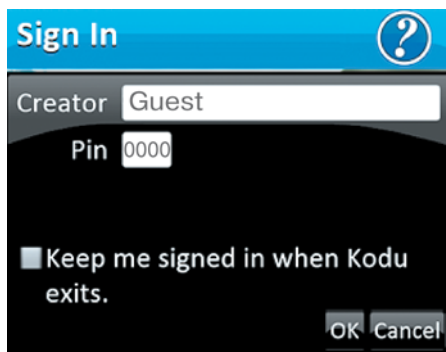 Sign In
?
Creator Guest
Pin 0000
Keep me signed in when Kodu
exits.
OK Cancel